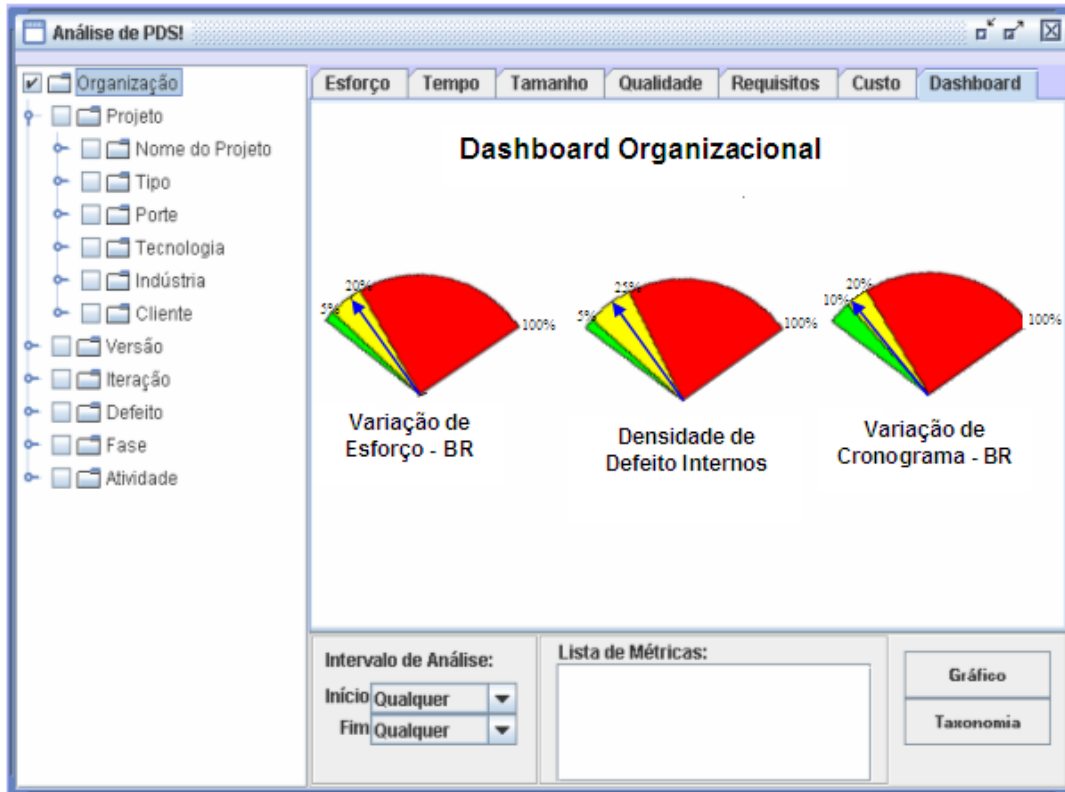 Análise de PDS!
Organização
Projeto
Nome do Projeto
Tipo
Porte
Tecnologia
Indústria
Cliente
Versão
Iteração
Defeito
Fase
Atividade
Esforço Tempo Tamanho Qualidade Requisitos Custo Dashboard
Dashboard Organizacional
5% 20% 100%
Variação de
Esforço - BR
5% 25% 100%
Densidade de
Defeito Internos
10% 20% 100%
Variação de
Cronograma - BR
Intervalo de Análise:
Início Qualquer
Fim Qualquer
Lista de Métricas:
Gráfico
Taxonomia